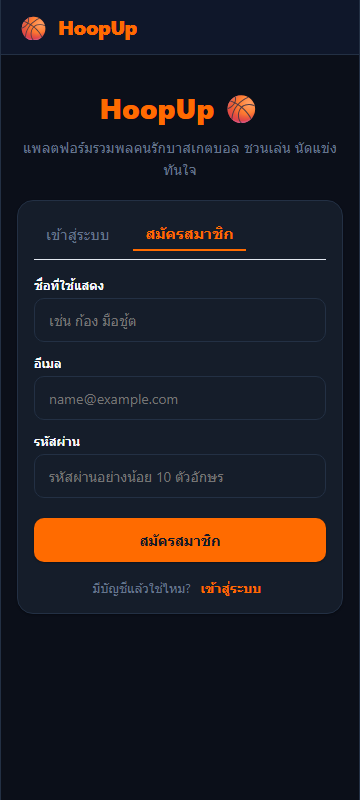 HoopUp
HoopUp
แพลตฟอร์มรวมพลคนรักบาสเกตบอล ชวนเล่น นัดแข่ง
ทันใจ
เข้าสู่ระบบ สมัครสมาชิก
ชื่อที่ใช้แสดง
เช่น ก้อง มือชู้ต
อีเมล
name@example.com
รหัสผ่าน
รหัสผ่านอย่างน้อย 10 ตัวอักษร
สมัครสมาชิก
มีบัญชีแล้วใช่ไหม? เข้าสู่ระบบ